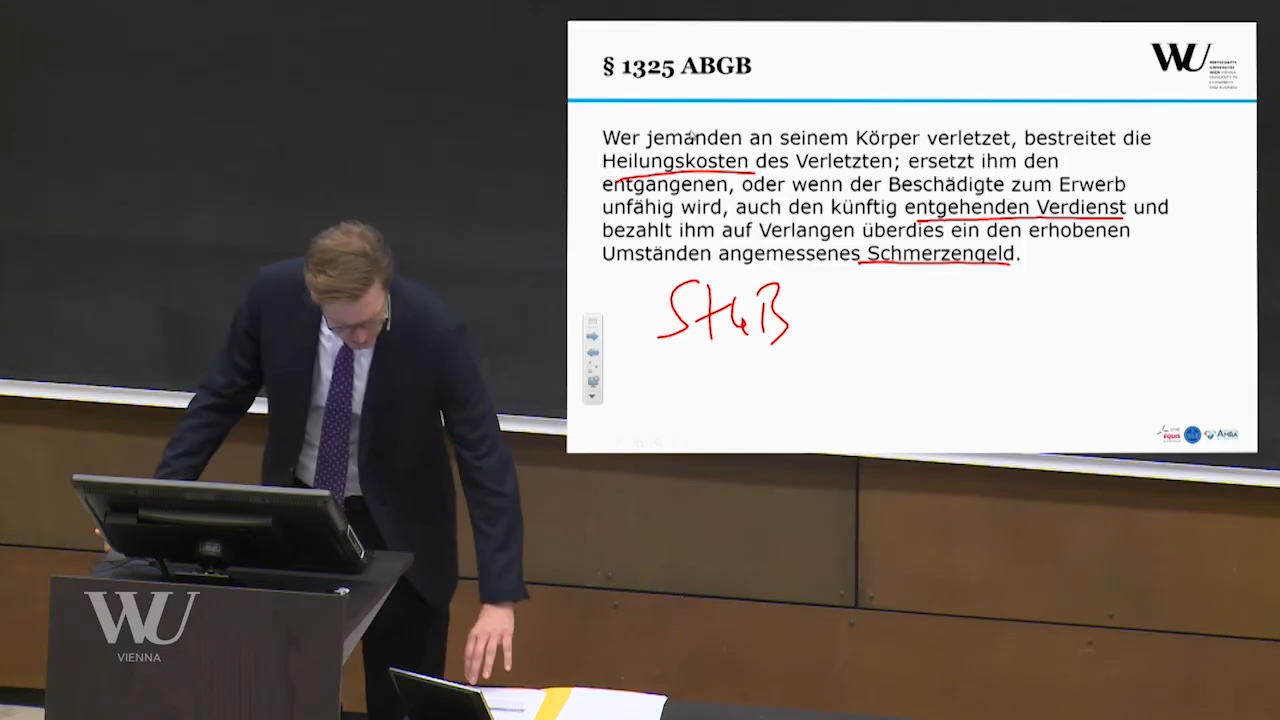 § 1325 ABGB
WU
Wer jemanden an seinem Körper verletzet, bestreitet die
Heilungskosten des Verletzten; ersetzt ihm den
entgangenen, oder wenn der Beschädigte zum Erwerb
unfähig wird, auch den künftig entgehenden Verdienst und
bezahlt ihm auf Verlangen überdies ein den erhobenen
Umständen angemessenes Schmerzengeld.
StGB
EQUIS
AMBA
WU
VIENNA